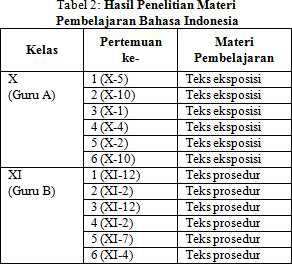 Tabel 2: Hasil Penelitian Materi
Pembelajaran Bahasa Indonesia
Kelas Pertemuan ke- Materi Pembelajaran
X (Guru A) 1 (X-5) Teks eksposisi
2 (X-10) Teks eksposisi
3 (X-1) Teks eksposisi
4 (X-4) Teks eksposisi
5 (X-2) Teks eksposisi
6 (X-10) Teks eksposisi
XI (Guru B) 1 (XI-12) Teks prosedur
2 (XI-2) Teks prosedur
3 (XI-12) Teks prosedur
4 (XI-2) Teks prosedur
5 (XI-7) Teks prosedur
6 (XI-4) Teks prosedur